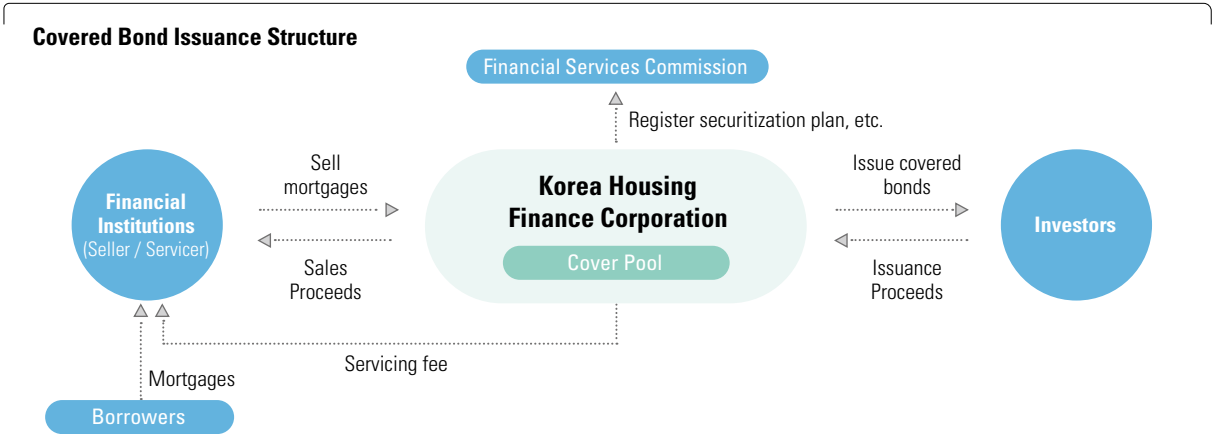 Covered Bond Issuance Structure
Financial Services Commission
Register securitization plan, etc.
Sell
mortgages
Korea Housing
Finance Corporation
Issue covered
bonds
Financial
Institutions
(Seller / Servicer)
Investors
Cover Pool
Sales
Proceeds
Issuance
Proceeds
Servicing fee
Mortgages
Borrowers